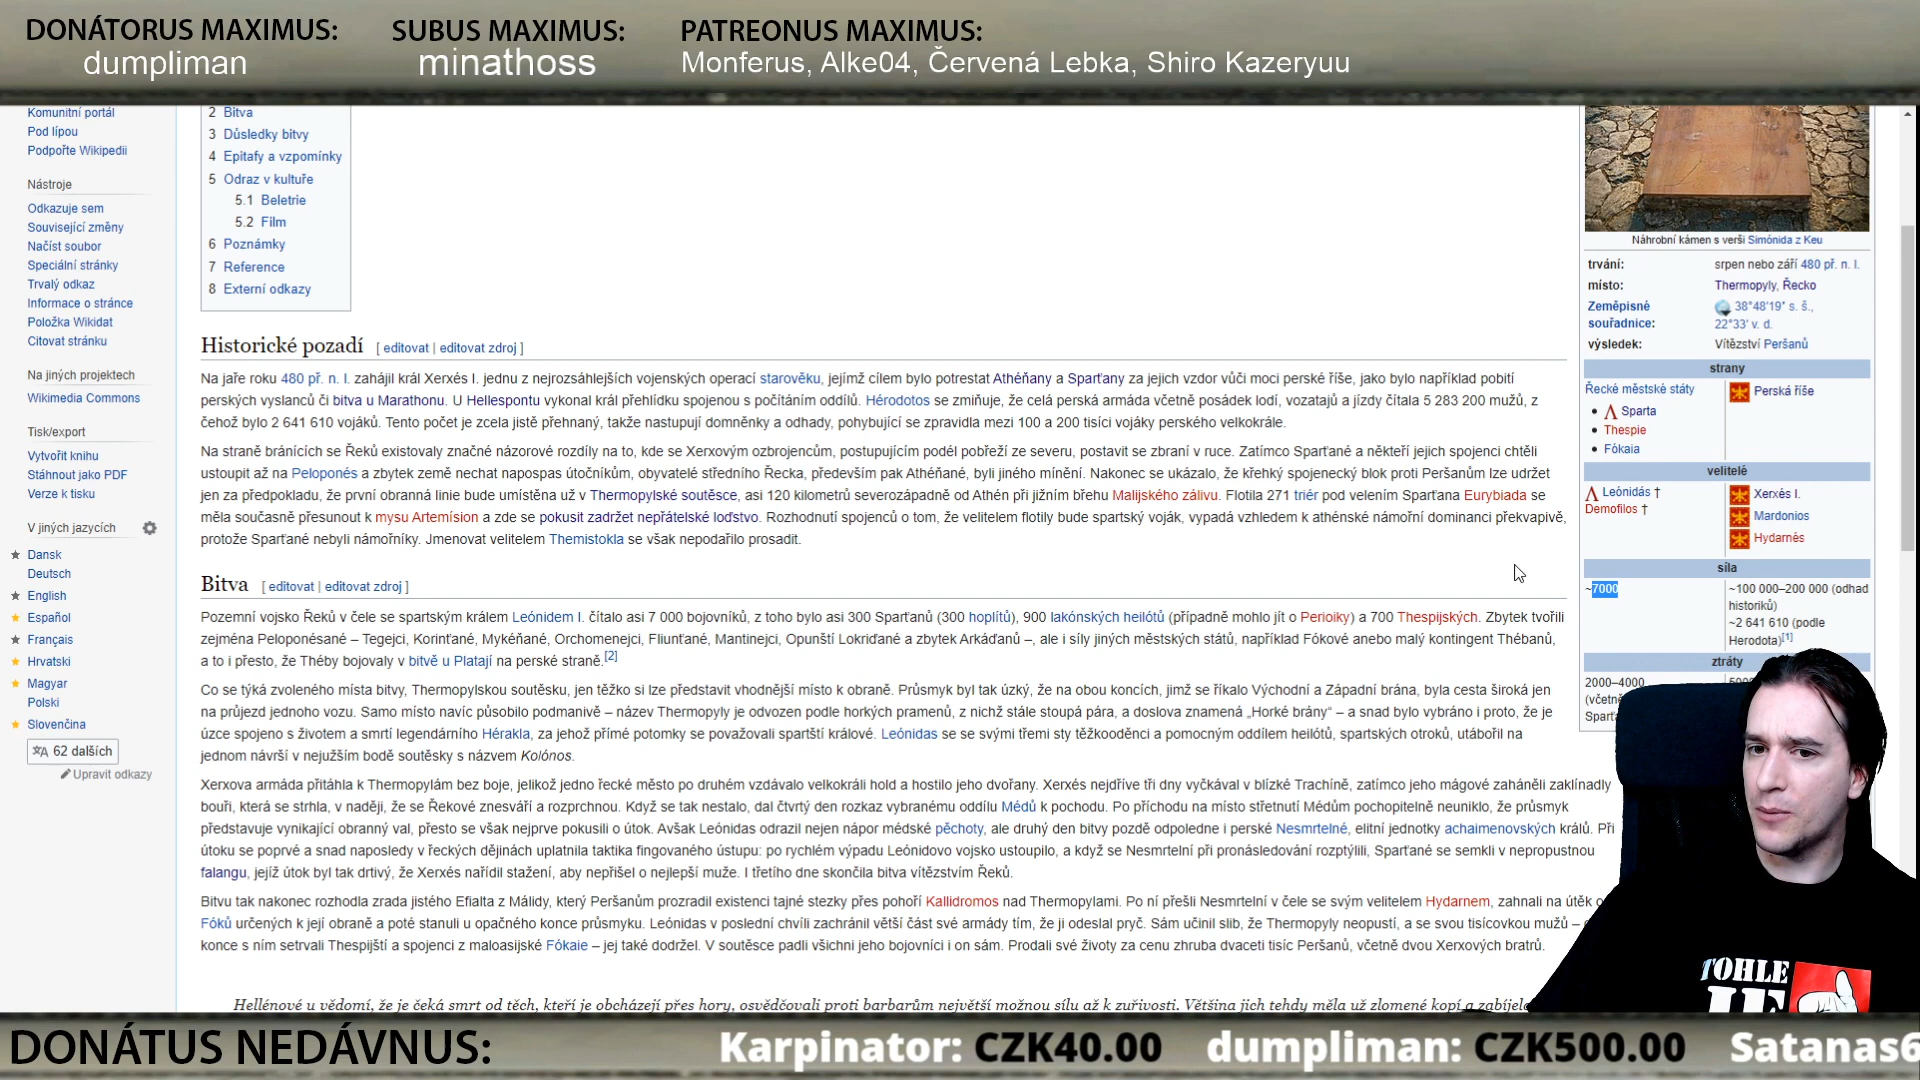 DONÁTORUS MAXIMUS:
dumpliman
SUBUS MAXIMUS:
minathoss
PATREONUS MAXIMUS:
Monferus, Alke04, Červená Lebka, Shiro Kazeryuu
Komunitní portál
Pod lípou
Podpořte Wikipedii
Nástroje
Odkazuje sem
Související změny
Načíst soubor
Speciální stránky
Trvalý odkaz
Informace o stránce
Položka Wikidat
Citovat stránku
Na jiných projektech
Wikimedia Commons
Tisk/export
Vytvořit knihu
Stáhnout jako PDF
Verze k tisku
V jiných jazycích
Dansk
Deutsch
English
Español
Français
Hrvatski
Magyar
Polski
Slovenčina
62 dalších
Upravit odkazy
2 Bitva
3 Důsledky bitvy
4 Epitafy a vzpomínky
5 Odraz v kultuře
5.1 Beletrie
5.2 Film
6 Poznámky
7 Reference
8 Externí odkazy
Historické pozadí [ editovat | editovat zdroj ]
Na jaře roku 480 př. n. l. zahájil král Xerxés I. jednu z nejrozsáhlejších vojenských operací starověku, jejímž cílem bylo potrestat Athéňany a Sparťany za jejich vzdor vůči moci perské říše, jako bylo například pobití
perských vyslanců či bitva u Marathonu. U Hellespontu vykonal král přehlídku spojenou s počítáním oddílů. Hérodotos se zmiňuje, že celá perská armáda včetně posádek lodí, vozatajů a jízdy čítala 5 283 200 mužů, z
čehož bylo 2 641 610 vojáků. Tento počet je zcela jistě přehnaný, takže nastupují domněnky a odhady, pohybující se zpravidla mezi 100 a 200 tisíci vojáky perského velkokrále.
Na straně bránících se Řeků existovaly značné názorové rozdíly na to, kde se Xerxovým ozbrojencům, postupujícím podél pobřeží ze severu, postavit se zbraní v ruce. Zatímco Sparťané a někteří jejich spojenci chtěli
ustoupit až na Peloponés a zbytek země nechat napospas útočníkům, obyvatelé středního Řecka, především pak Athéňané, byli jiného mínění. Nakonec se ukázalo, že křehký spojenecký blok proti Peršanům lze udržet
jen za předpokladu, že první obranná linie bude umístěna už v Thermopylské soutěsce, asi 120 kilometrů severozápadně od Athén při jižním břehu Malijského zálivu. Flotila 271 triér pod velením Sparťana Eurybiada se
měla současně přesunout k mysu Artemísion a zde se pokusit zadržet nepřátelské loďstvo. Rozhodnutí spojenců o tom, že velitelem flotily bude spartský voják, vypadá vzhledem k athénské námořní dominanci překvapivě,
protože Sparťané nebyli námořníky. Jmenovat velitelem Themistokla se však nepodařilo prosadit.
Bitva [ editovat | editovat zdroj ]
Pozemní vojsko Řeků v čele se spartským králem Leónidem I. čítalo asi 7 000 bojovníků, z toho bylo asi 300 Sparťanů (300 hoplítů), 900 lakónských heilótů (případně mohlo jít o Perioiky) a 700 Thespijských. Zbytek tvořili
zejména Peloponésané – Tegejci, Korinťané, Mykéňané, Orchomenejci, Fliunťané, Mantinejci, Opunští Lokriďané a zbytek Arkáďanů –, ale i síly jiných městských států, například Fókové anebo malý kontingent Thébanů,
a to i přesto, že Théby bojovaly v bitvě u Platají na perské straně.[2]
Co se týká zvoleného místa bitvy, Thermopylskou soutěsku, jen těžko si lze představit vhodnější místo k obraně. Průsmyk byl tak úzký, že na obou koncích, jimž se říkalo Východní a Západní brána, byla cesta široká jen
na průjezd jednoho vozu. Samo místo navíc působilo podmanivě – název Thermopyly je odvozen podle horkých pramenů, z nichž stále stoupá pára, a doslova znamená „Horké brány“ – a snad bylo vybráno i proto, že je
úzce spojeno s životem a smrtí legendárního Hérakla, za jehož přímé potomky se považovali spartští králové. Leónidas se se svými třemi sty těžkooděnci a pomocným oddílem heilótů, spartských otroků, utábořil na
jednom návrší v nejužším bodě soutěsky s názvem Kolónos.
Xerxova armáda přitáhla k Thermopylám bez boje, jelikož jedno řecké město po druhém vzdávalo velkokráli hold a hostilo jeho dvořany. Xerxés nejdříve tři dny vyčkával v blízké Trachíně, zatímco jeho mágové zaháněli zaklínadly
bouři, která se strhla, v naději, že se Řekové znesváří a rozprchnou. Když se tak nestalo, dal čtvrtý den rozkaz vybranému oddílu Médů k pochodu. Po příchodu na místo střetnutí Médům pochopitelně neuniklo, že průsmyk
představuje vynikající obranný val, přesto se však nejprve pokusili o útok. Avšak Leónidas odrazil nejen nápor médské pěchoty, ale druhý den bitvy pozdě odpoledne i perské Nesmrtelné, elitní jednotky achaimenovských králů. Při
útoku se poprvé a snad naposledy v řeckých dějinách uplatnila taktika fingovaného ústupu: po rychlém výpadu Leónidovo vojsko ustoupilo, a když se Nesmrtelní při pronásledování rozptýlili, Sparťané se semkli v nepropustnou
falangu, jejíž útok byl tak drtivý, že Xerxés nařídil stažení, aby nepřišel o nejlepší muže. I třetího dne skončila bitva vítězstvím Řeků.
Bitvu tak nakonec rozhodla zrada jistého Efialta z Málidy, který Peršanům prozradil existenci tajné stezky přes pohoří Kallidromos nad Thermopylami. Po ní přešli Nesmrtelní v čele se svým velitelem Hydarnem, zahnali na útěk
Fóků určených k její obraně a poté stanuli u opačného konce průsmyku. Leónidas v poslední chvíli zachránil větší část své armády tím, že ji odeslal pryč. Sám učinil slib, že Thermopyly neopustí, a se svou tisícovkou mužů –
konce s ním setrvali Thespijští a spojenci z maloasijské Fókaie – jej také dodržel. V soutěsce padli všichni jeho bojovníci i on sám. Prodali své životy za cenu zhruba dvaceti tisíc Peršanů, včetně dvou Xerxových bratrů.
Hellénové u vědomí, že je čeká smrt od těch, kteří je obcházejí přes hory, osvědčovali proti barbarům největší možnou sílu až k zuřivosti. Většina jich tehdy měla už zlomené kopí a
Náhrobní kámen s verši Simónida z Keu
trvání: srpen nebo září 480 př. n. l.
místo: Thermopyly, Řecko
Zeměpisné souřadnice: 38°48′19″ s. š.,
22°33′ v. d.
výsledek: Vítězství Peršanů
strany
Řecké městské státy
Sparta
Thespie
Fókaia
Perská říše
velitelé
Leónidás †
Demofilos †
Xerxés I.
Mardonios
Hydarnés
síla
~7000
~100 000–200 000 (odhad
historiků)
~2 641 610 (podle
Herodota)[1]
ztráty
2000–4000
(včetně
TOHLE
JE
DONÁTUS NEDÁVNUS:
Karpinator: CZK40.00 dumpliman: CZK500.00 Satanas6